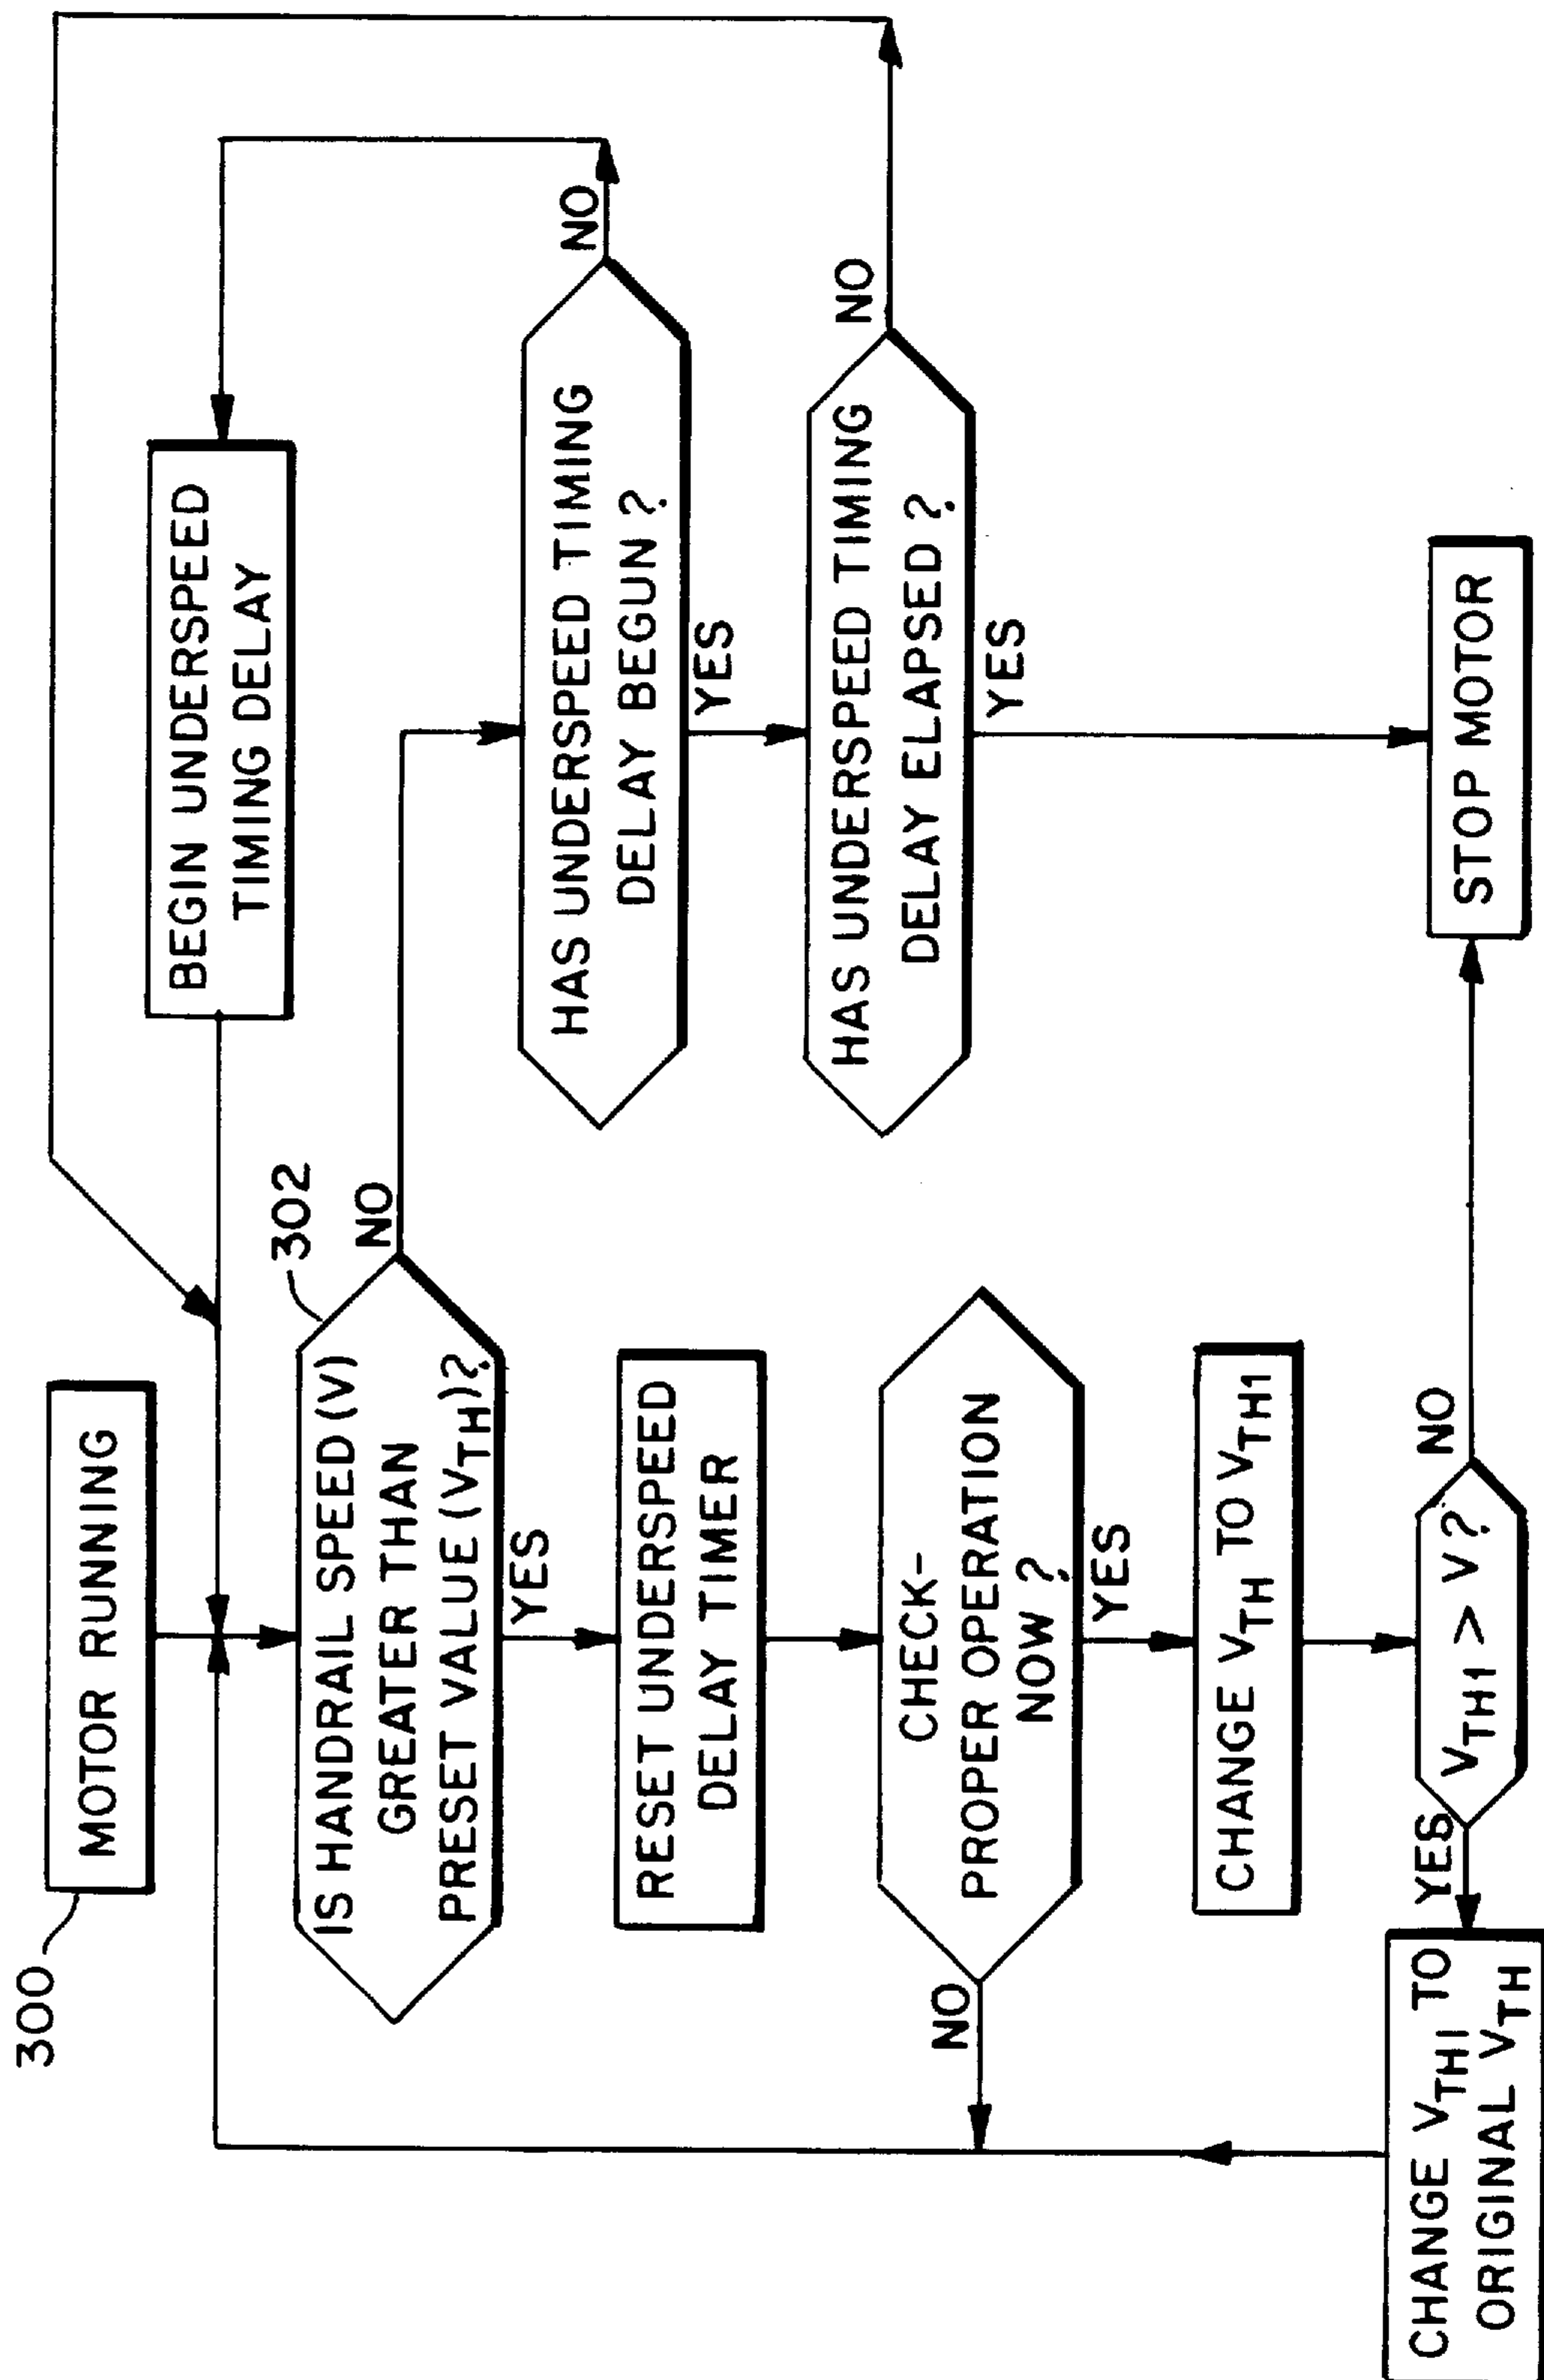 300
MOTOR RUNNING
302
IS HANDRAIL SPEED (V)
GREATER THAN
PRESET VALUE (VTH)?
NO
YES
BEGIN UNDERSPEED
TIMING DELAY
HAS UNDERSPEED TIMING
DELAY BEGUN ?
NO
YES
HAS UNDERSPEED TIMING
DELAY ELAPSED ?
NO
YES
RESET UNDERSPEED
DELAY TIMER
CHECK-
PROPER OPERATION
NOW ?
NO
YES
CHANGE VTH TO VTH1
VTH1 > V ?
YES
NO
CHANGE VTH1 TO
ORIGINAL VTH
STOP MOTOR